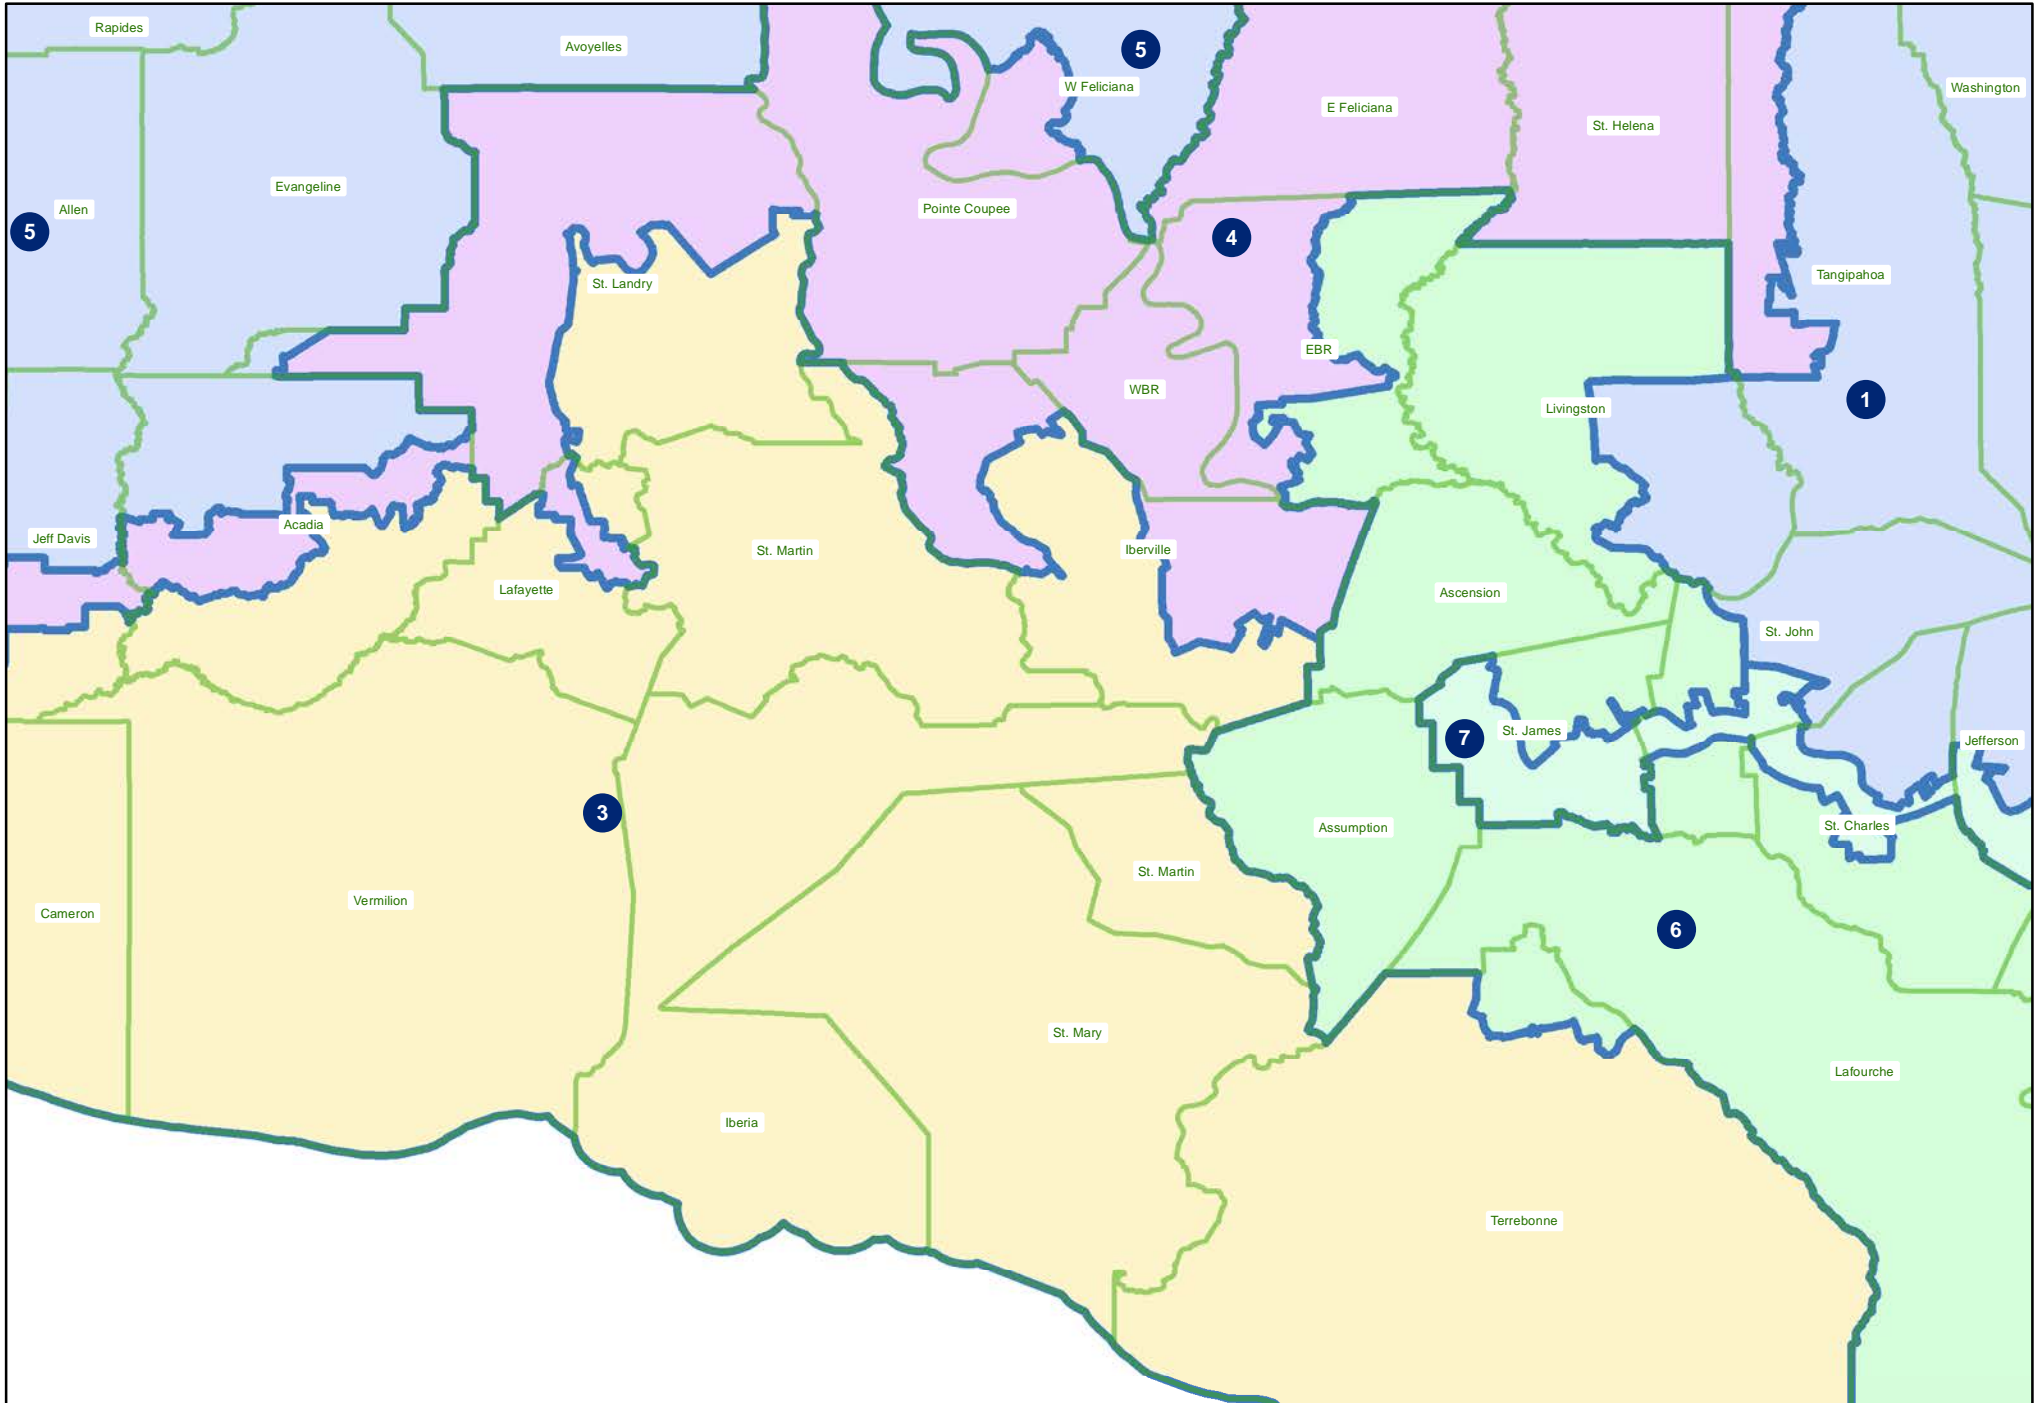 Rapides
Avoyelles
5
W Feliciana
Washington
E Feliciana
St. Helena
Evangeline
Allen
Pointe Coupee
5
4
Tangipahoa
St. Landry
EBR
WBR
1
Livingston
Acadia
Jeff Davis
St. Martin
Iberville
Lafayette
Ascension
St. John
St. James
7
Jefferson
3
St. Charles
Assumption
St. Martin
Vermilion
Cameron
6
St. Mary
Lafourche
Iberia
Terrebonne